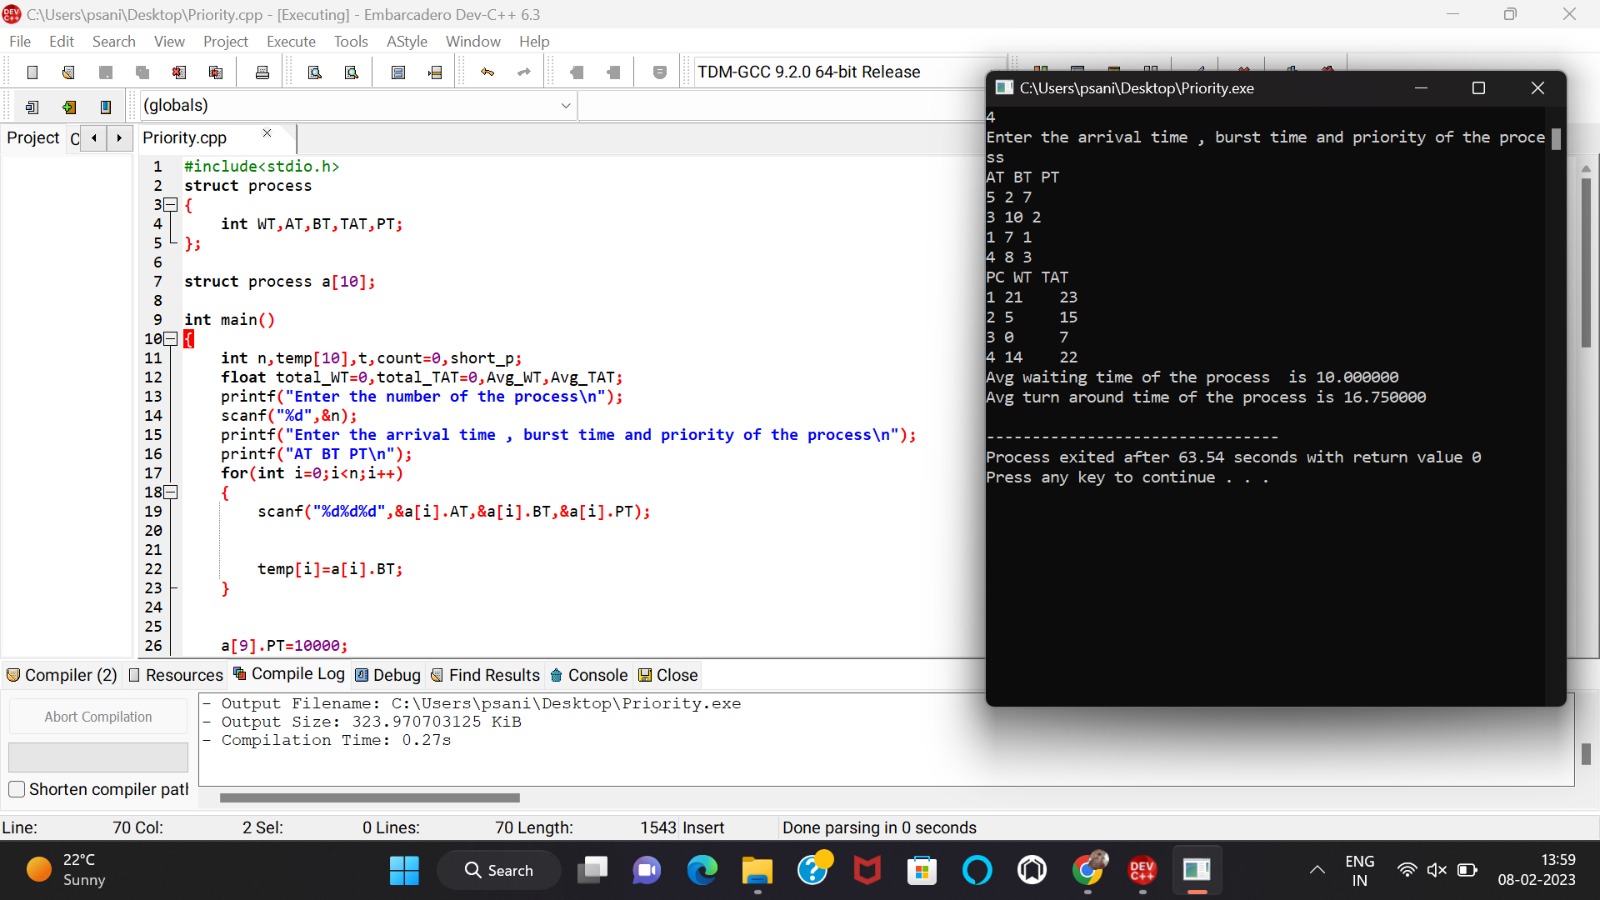 C:\Users\psani\Desktop\Priority.cpp - [Executing] - Embarcadero Dev-C++ 6.3
File Edit Search View Project Execute Tools AStyle Window Help
TDM-GCC 9.2.0 64-bit Release
(globals)
Project
Priority.cpp
1 #include<stdio.h>
2 struct process
3 {
4 int WT,AT,BT,TAT,PT;
5 };
6
7 struct process a[10];
8
9 int main()
10 {
11 int n,temp[10],t,count=0,short_p;
12 float total_WT=0,total_TAT=0,Avg_WT,Avg_TAT;
13 printf("Enter the number of the process\n");
14 scanf("%d",&n);
15 printf("Enter the arrival time , burst time and priority of the process\n");
16 printf("AT BT PT\n");
17 for(int i=0;i<n;i++)
18 {
19 scanf("%d%d%d",&a[i].AT,&a[i].BT,&a[i].PT);
20
21
22 temp[i]=a[i].BT;
23 }
24
25
26 a[9].PT=10000;
C:\Users\psani\Desktop\Priority.exe
4
Enter the arrival time , burst time and priority of the proce
ss
AT BT PT
5 2 7
3 10 2
1 7 1
4 8 3
PC WT TAT
1 21 23
2 5 15
3 0 7
4 14 22
Avg waiting time of the process  is 10.000000
Avg turn around time of the process is 16.750000
--------------------------------
Process exited after 63.54 seconds with return value 0
Press any key to continue . . .
Compiler (2) Resources Compile Log Debug Find Results Console Close
Abort Compilation
Shorten compiler path
- Output Filename: C:\Users\psani\Desktop\Priority.exe
- Output Size: 323.970703125 KiB
- Compilation Time: 0.27s
Line: 70 Col: 2 Sel: 0 Lines: 70 Length: 1543 Insert Done parsing in 0 seconds
22°C
Sunny
Search
DEV C++
ENG
IN
13:59
08-02-2023